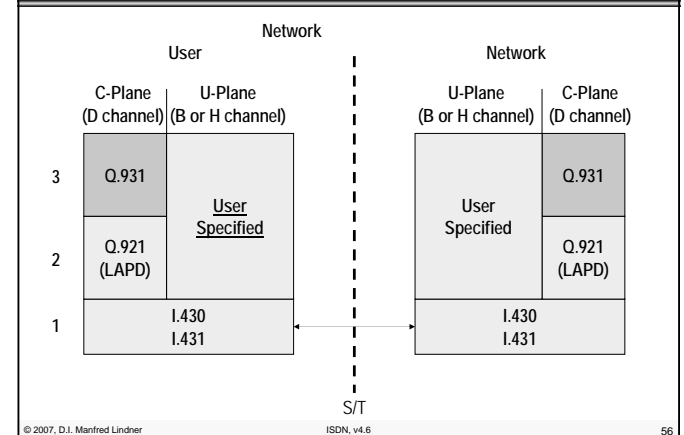 Network
User
Network
C-Plane
(D channel)
U-Plane
(B or H channel)
U-Plane
(B or H channel)
C-Plane
(D channel)
3
Q.931
User
Specified
User
Specified
Q.931
2
Q.921
(LAPD)
Q.921
(LAPD)
1
I.430
I.431
I.430
I.431
S/T
© 2007, D.I. Manfred Lindner
ISDN, v4.6
56